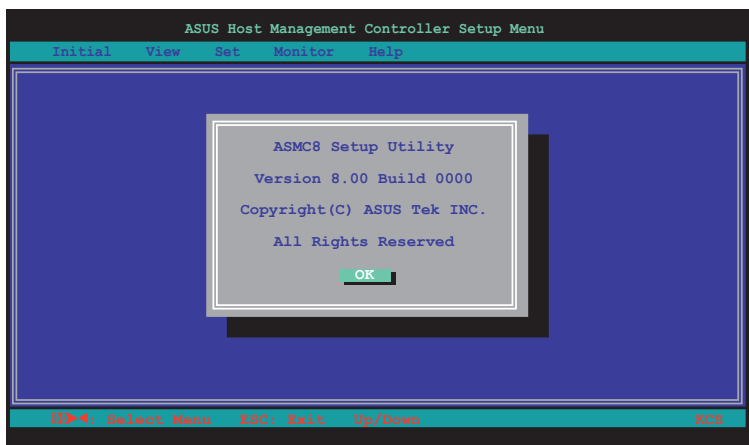 ASUS Host Management Controller Setup Menu
Initial View Set Monitor Help
ASMC8 Setup Utility
Version 8.00 Build 0000
Copyright(C) ASUS Tek INC.
All Rights Reserved
OK
: Select Menu ESC: Exit Up/Down KCS